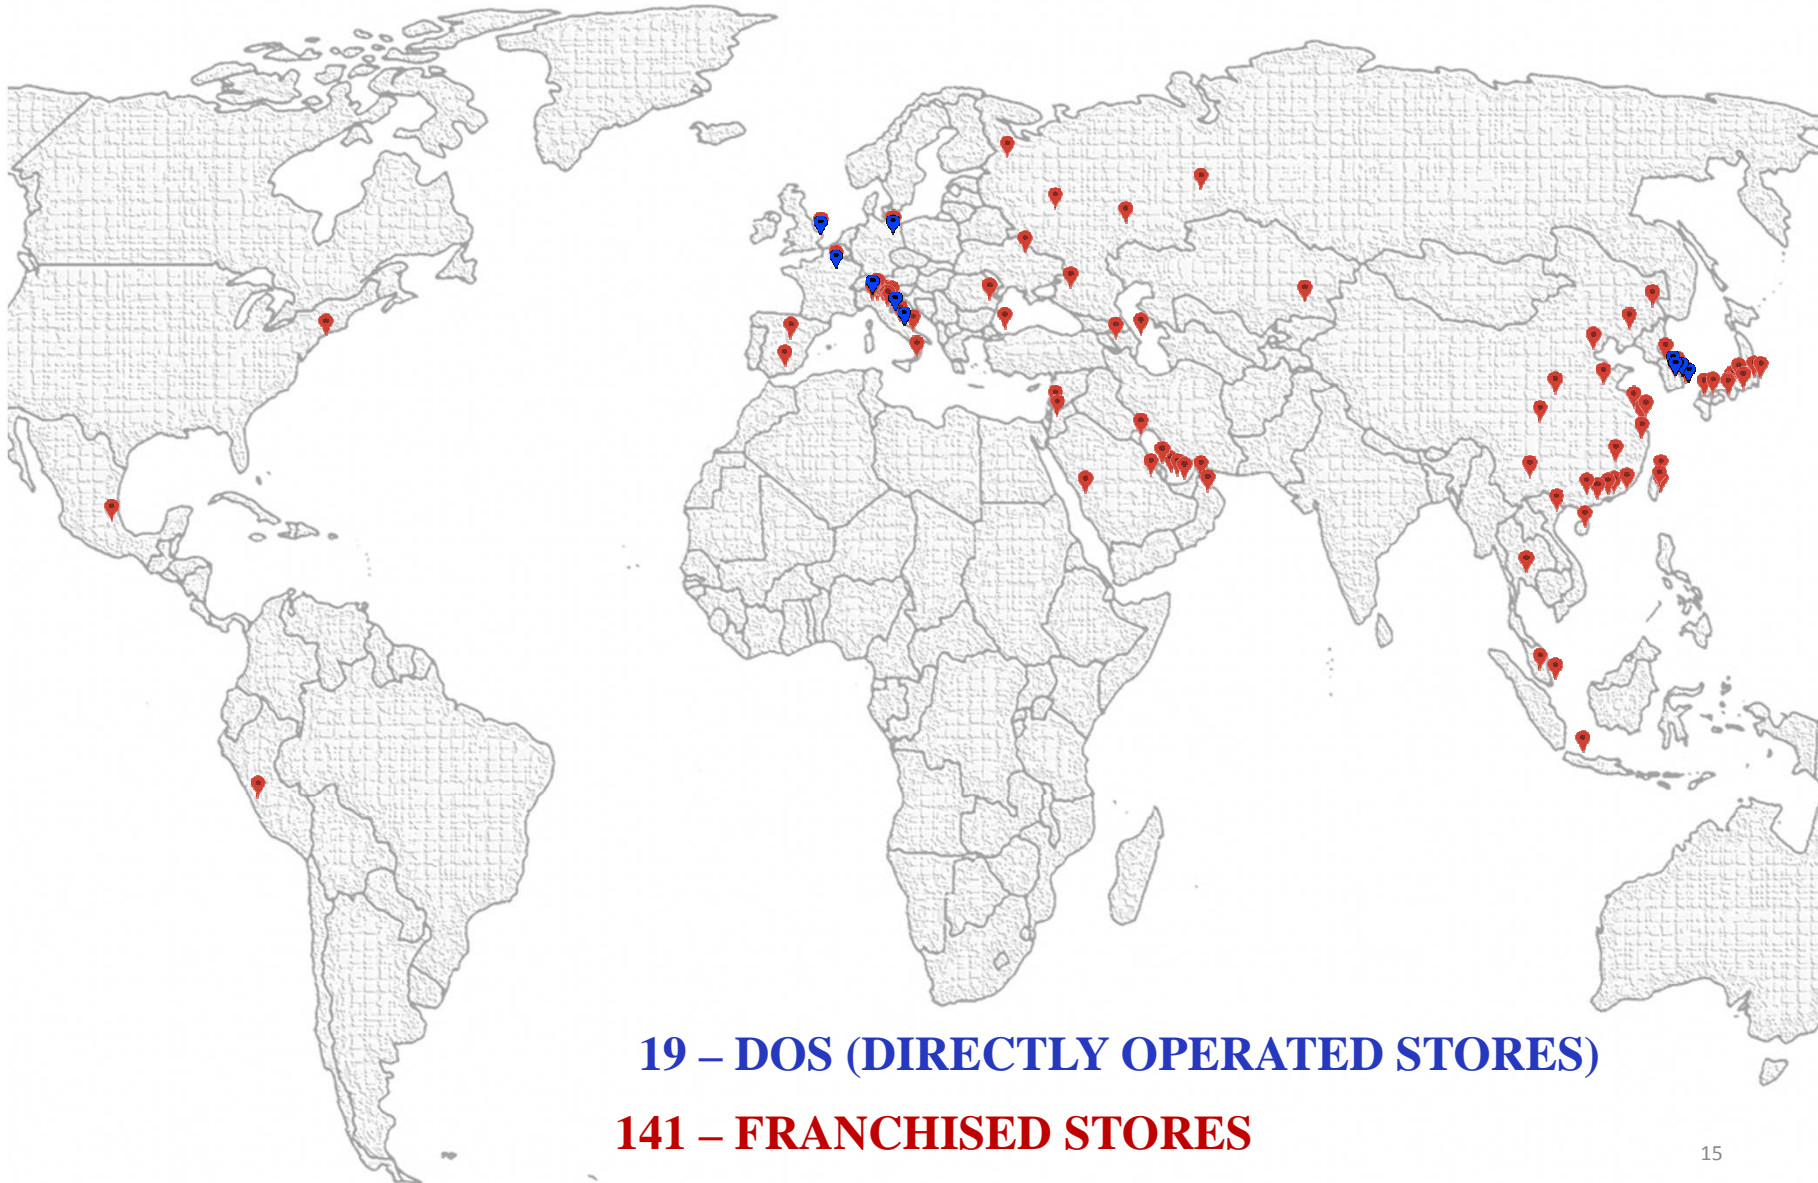 19 – DOS (DIRECTLY OPERATED STORES)
141 – FRANCHISED STORES
15